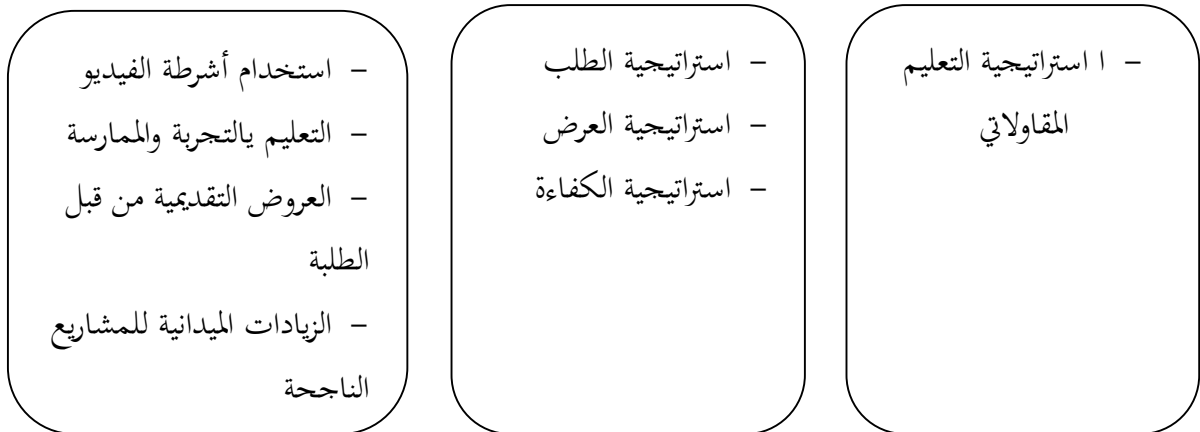 – ا استراتيجية التعليم
المقاولاتي
– استراتيجية الطلب
– استراتيجية العرض
– استراتيجية الكفاءة
– استخدام أشرطة الفيديو
– التعليم يالتجربة والممارسة
– العروض التقديمية من قبل
الطلبة
– الزيادات الميدانية للمشاريع
الناجحة